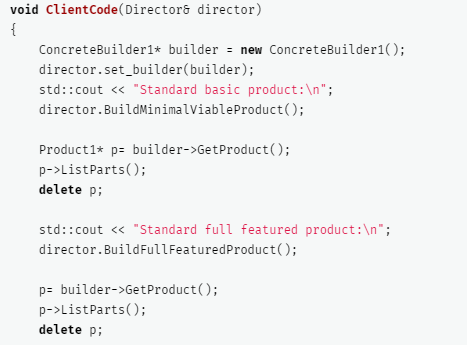 void ClientCode(Director& director)
{
    ConcreteBuilder1* builder = new ConcreteBuilder1();
    director.set_builder(builder);
    std::cout << "Standard basic product:\n";
    director.BuildMinimalViableProduct();

    Product1* p= builder->GetProduct();
    p->ListParts();
    delete p;

    std::cout << "Standard full featured product:\n";
    director.BuildFullFeaturedProduct();

    p= builder->GetProduct();
    p->ListParts();
    delete p;